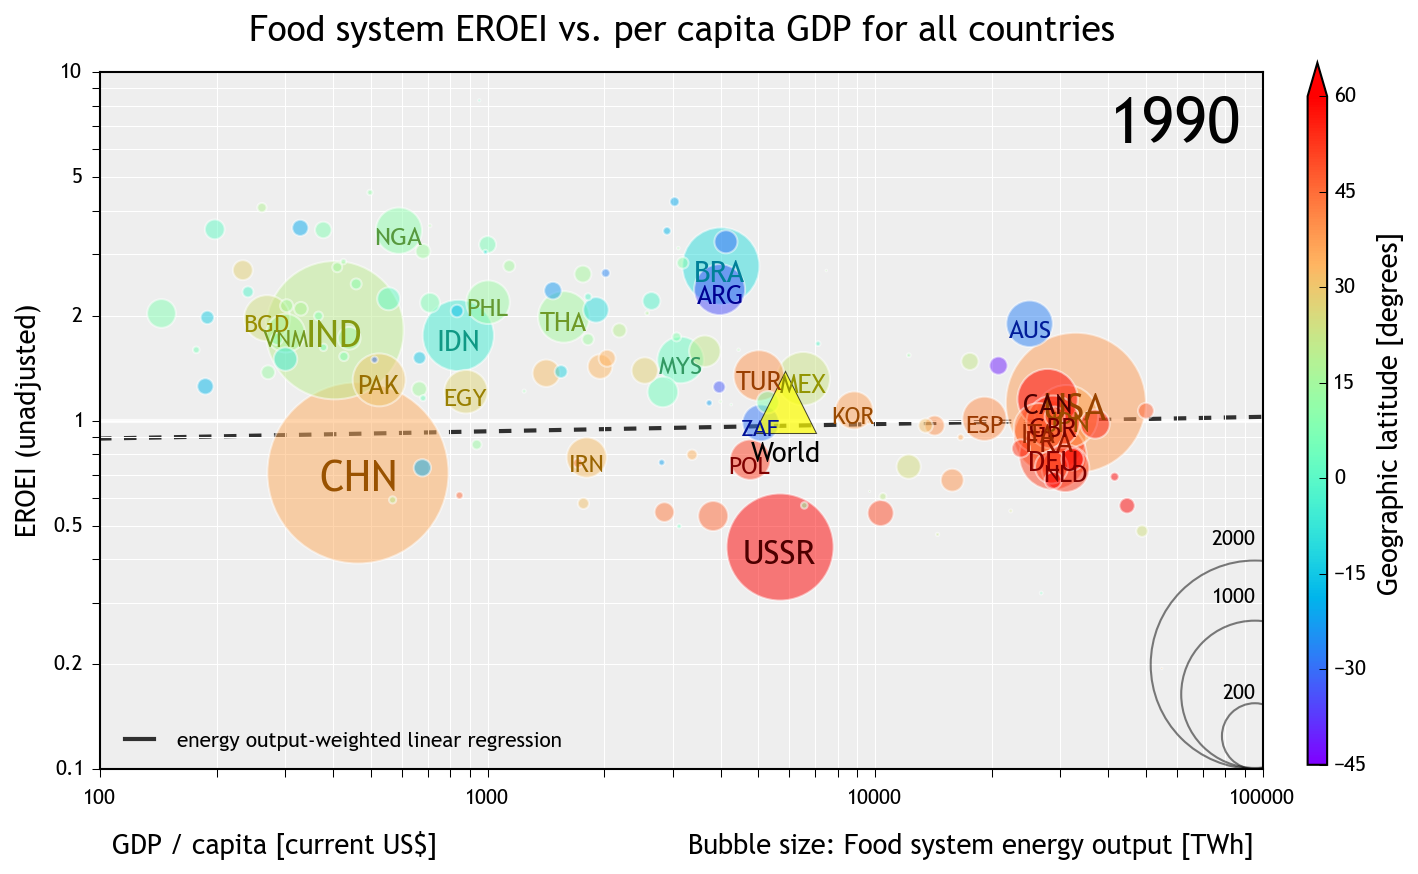 Food system EROEI vs. per capita GDP for all countries
1990
10
5
2
1
0.5
0.2
0.1
EROEI (unadjusted)
NGA
BRA
ARG
BGD
VNM
IND
PHL
IDN
THA
MYS
AUS
PAK
EGY
TUR
MEX
CAN
USA
KOR
ESP
ZAF
GBR
FRA
World
CHN
IRN
POL
DEU
NLD
USSR
2000
1000
200
energy output-weighted linear regression
100
1000
10000
100000
GDP / capita [current US$]
Bubble size: Food system energy output [TWh]
60
45
30
15
0
−15
−30
−45
Geographic latitude [degrees]